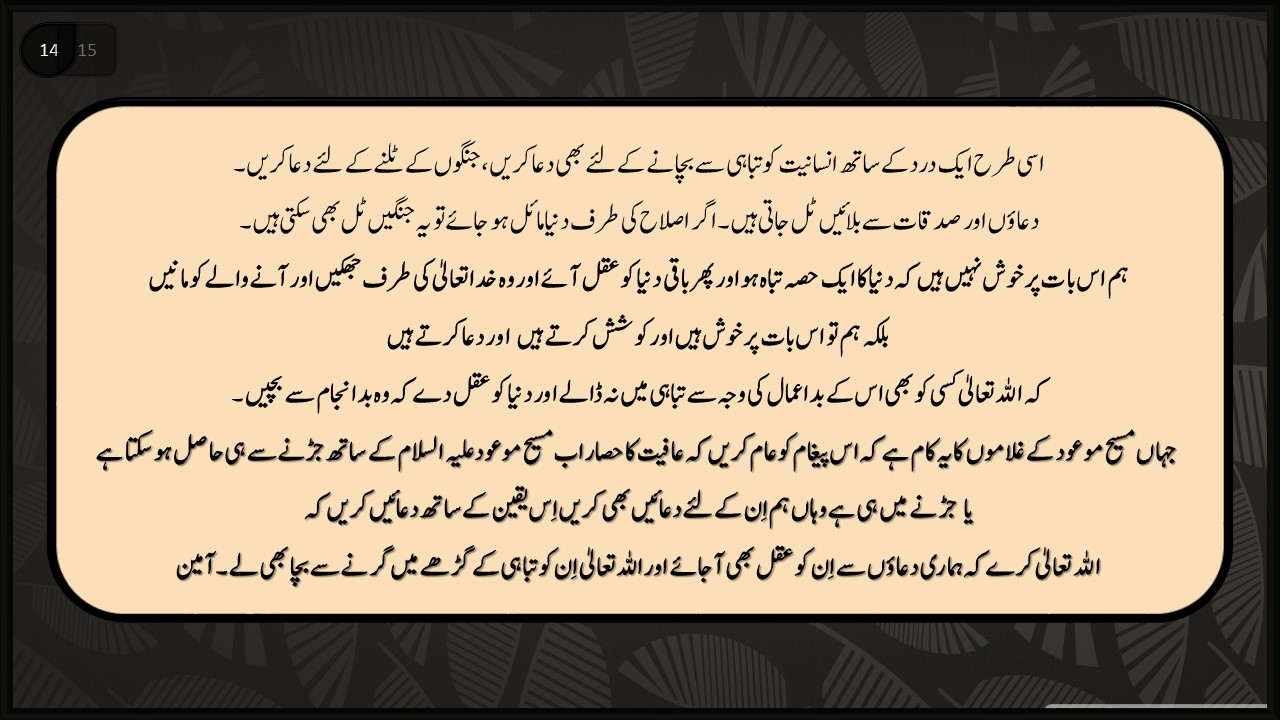 14 15
اسی طرح ایک درد کے ساتھ انسانیت کو تباہی سے بچانے کے لئے بھی دعا کریں، جنگوں کے ٹلنے کے لئے دعا کریں۔
دعاؤں اور صدقات سے بلائیں ٹل جاتی ہیں۔ اگر اصلاح کی طرف دنیا مائل ہو جائے تو یہ جنگیں ٹل بھی سکتی ہیں۔
ہم اس بات پر خوش نہیں ہیں کہ دنیا کا ایک حصہ تباہ ہو اور پھر باقی دنیا کو عقل آئے اور وہ خدا تعالیٰ کی طرف جھکیں اور آنے والے کو مانیں
بلکہ ہم تو اس بات پر خوش ہیں اور کوشش کرتے ہیں اور دعا کرتے ہیں
کہ اللہ تعالیٰ کسی کو بھی اس کے بد اعمال کی وجہ سے تباہی میں نہ ڈالے اور دنیا کو عقل دے کہ وہ بد انجام سے بچیں۔
جہاں مسیح موعود کے غلاموں کا یہ کام ہے کہ اس پیغام کو عام کریں کہ عافیت کا حصار اب مسیح موعود علیہ السلام کے ساتھ جڑنے سے ہی حاصل ہو سکتا ہے
یا جڑنے میں ہی ہے وہاں ہم اِن کے لئے دعائیں بھی کریں اِس یقین کے ساتھ دعائیں کریں کہ
اللہ تعالیٰ کرے کہ ہماری دعاؤں سے اِن کو عقل بھی آ جائے اور اللہ تعالیٰ اِن کو تباہی کے گڑھے میں گرنے سے بچا بھی لے۔ آمین